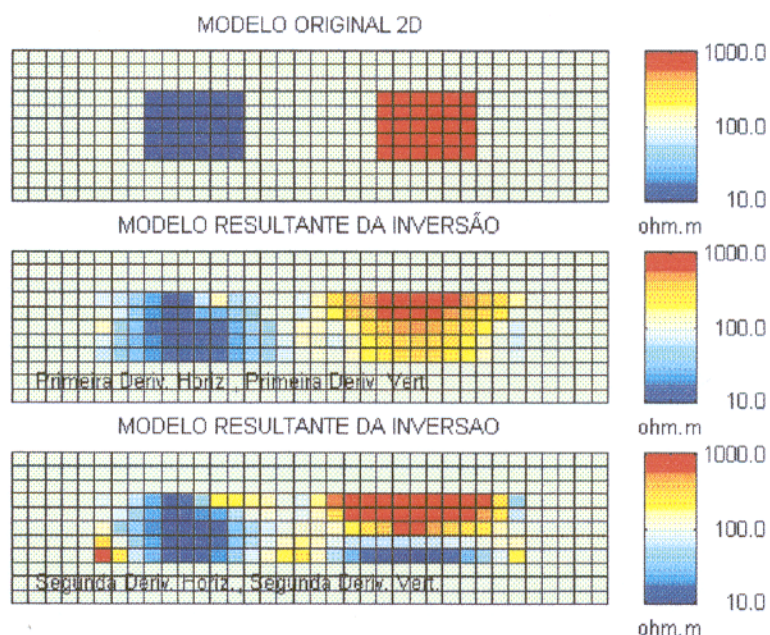 MODELO ORIGINAL 2D
1000.0
100.0
10.0
ohm.m
MODELO RESULTANTE DA INVERSÃO
1000.0
100.0
10.0
ohm.m
Primeira Deriv. Horiz. , Primeira Deriv. Vert.
MODELO RESULTANTE DA INVERSAO
1000.0
100.0
10.0
ohm.m
Segunda Deriv. Horiz. , Segunda Deriv. Vert.